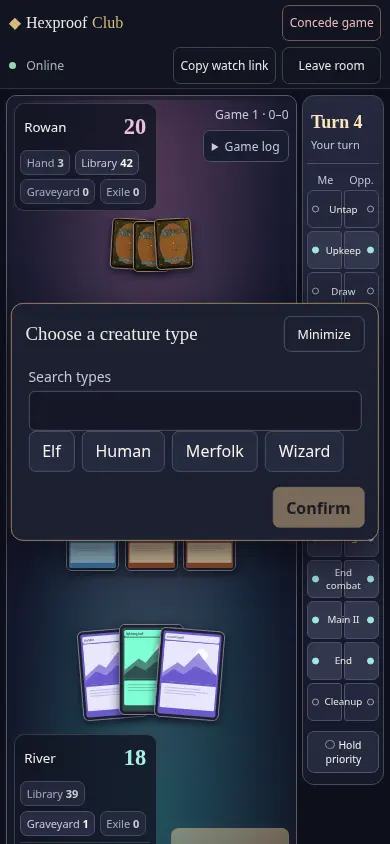 ◆ Hexproof Club
Concede game
Online
Copy watch link
Leave room
Rowan 20
Hand 3
Library 42
Graveyard 0
Exile 0
Game 1 · 0–0
▶ Game log
Turn 4
Your turn
Me Opp.
Untap
Upkeep
Draw
Choose a creature type
Minimize
Search types
Elf
Human
Merfolk
Wizard
Confirm
End combat
Main II
End
Cleanup
Hold priority
River 18
Library 39
Graveyard 1
Exile 0